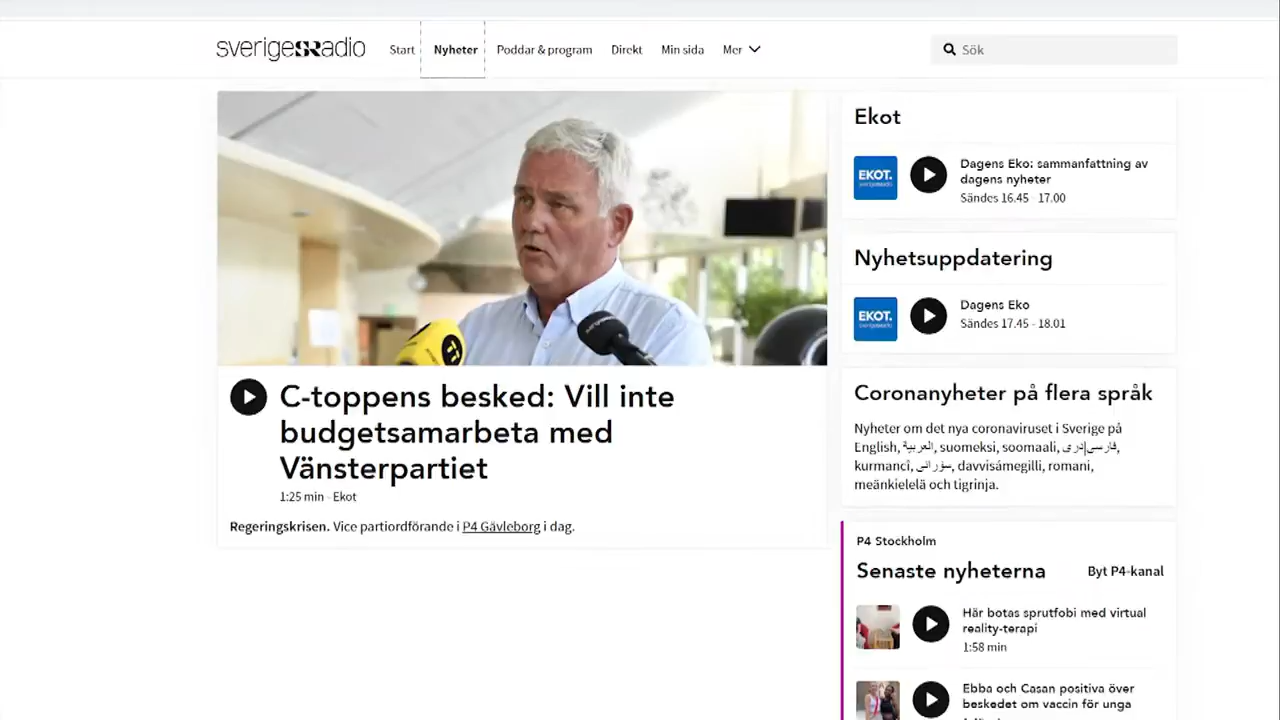 sverigesRadio
Start
Nyheter
Poddar & program
Direkt
Min sida
Mer
Sök
C-toppens besked: Vill inte
budgetsamarbeta med
Vänsterpartiet
1:25 min - Ekot
Regeringskrisen. Vice partiordförande i P4 Gävleborg i dag.
Ekot
EKOT.
sverigesradio
Dagens Eko: sammanfattning av
dagens nyheter
Sändes 16.45 - 17.00
Nyhetsuppdatering
EKOT.
sverigesradio
Dagens Eko
Sändes 17.45 - 18.01
Coronanyheter på flera språk
Nyheter om det nya coronaviruset i Sverige på
English, العربية, suomeksi, soomaali, فارسی|دری,
kurmancî, سۆرانی, davvisámegilli, romani,
meänkielelä och tigrinja.
P4 Stockholm
Senaste nyheterna
Byt P4-kanal
Här botas sprutfobi med virtual
reality-terapi
1:58 min
Ebba och Casan positiva över
beskedet om vaccin för unga